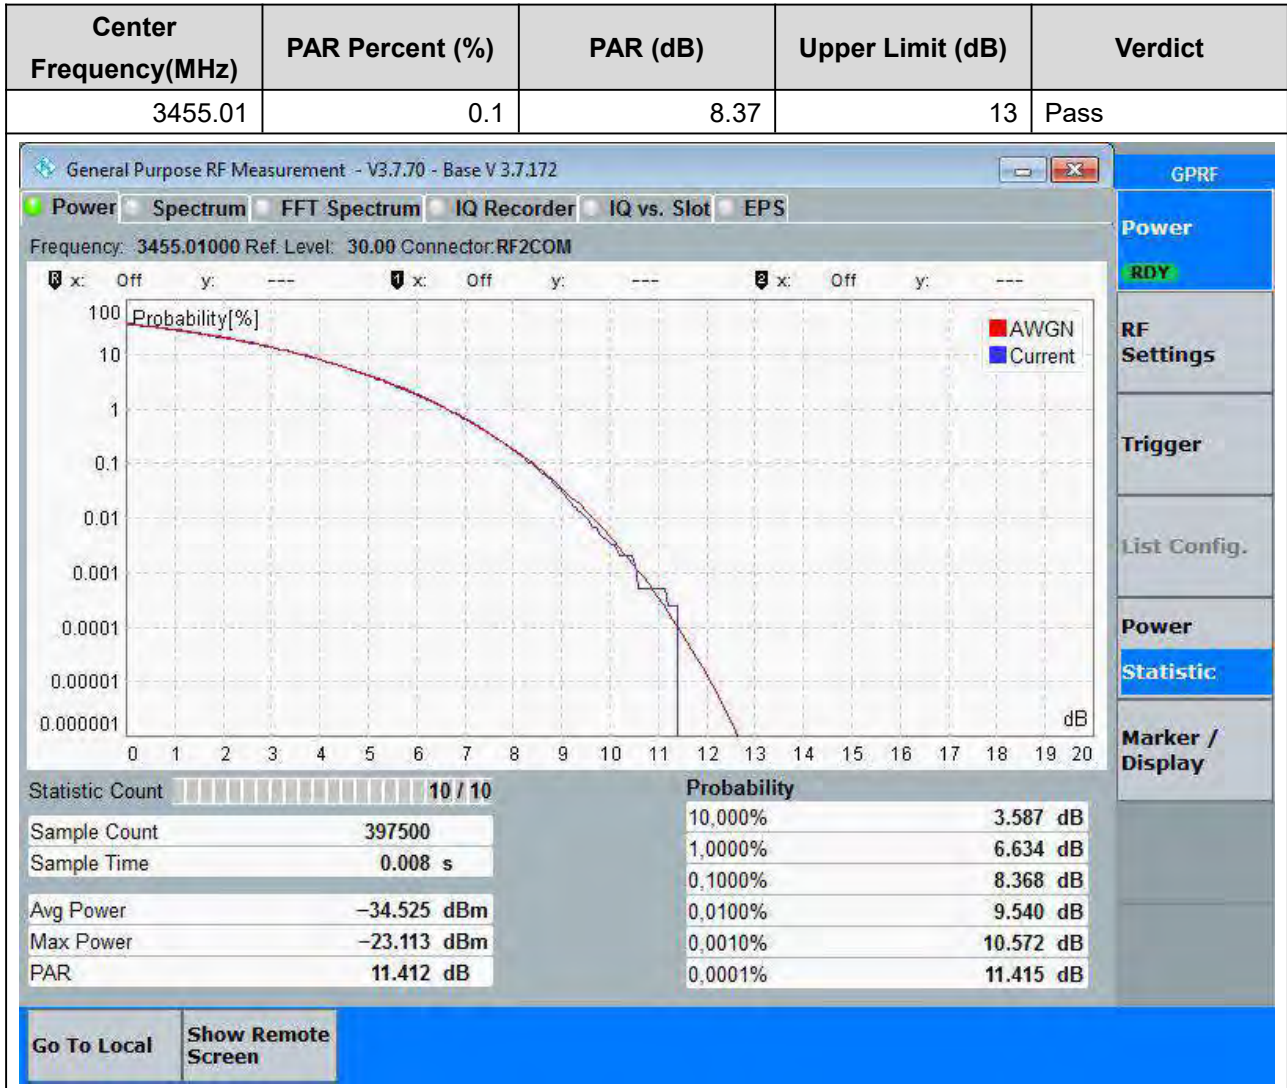 Center Frequency(MHz) PAR Percent (%) PAR (dB) Upper Limit (dB) Verdict
3455.01 0.1 8.37 13 Pass
General Purpose RF Measurement - V3.7.70 - Base V 3.7.172
GPRF
Power Spectrum FFT Spectrum IQ Recorder IQ vs. Slot EPS
Frequency: 3455.01000 Ref. Level: 30.00 Connector:RF2COM
R x: Off y: --- 1 x: Off y: --- 2 x: Off y: ---
Probability[%]
AWGN
Current
100
10
1
0.1
0.01
0.001
0.0001
0.00001
0.000001
dB
0 1 2 3 4 5 6 7 8 9 10 11 12 13 14 15 16 17 18 19 20
Statistic Count 10 / 10
Sample Count 397500
Sample Time 0.008 s
Avg Power −34.525 dBm
Max Power −23.113 dBm
PAR 11.412 dB
Probability
10,000% 3.587 dB
1,0000% 6.634 dB
0,1000% 8.368 dB
0,0100% 9.540 dB
0,0010% 10.572 dB
0,0001% 11.415 dB
Power
RDY
RF
Settings
Trigger
List Config.
Power
Statistic
Marker /
Display
Go To Local
Show Remote
Screen